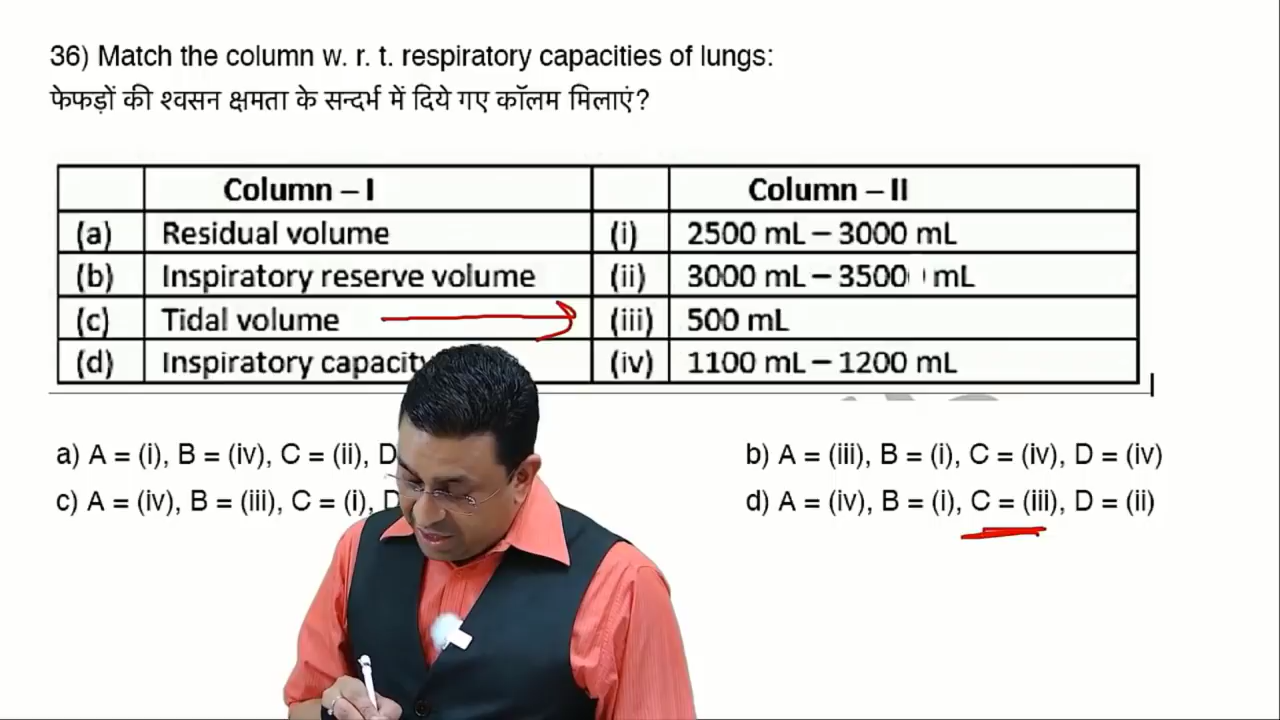 36) Match the column w. r. t. respiratory capacities of lungs:
फेफड़ों की श्वसन क्षमता के सन्दर्भ में दिये गए कॉलम मिलाएं?
Column – I Column – II
(a) Residual volume (i) 2500 mL – 3000 mL
(b) Inspiratory reserve volume (ii) 3000 mL – 3500 mL
(c) Tidal volume (iii) 500 mL
(d) Inspiratory capacity (iv) 1100 mL – 1200 mL
a) A = (i), B = (iv), C = (ii), D b) A = (iii), B = (i), C = (iv), D = (iv)
c) A = (iv), B = (iii), C = (i), D d) A = (iv), B = (i), C = (iii), D = (ii)